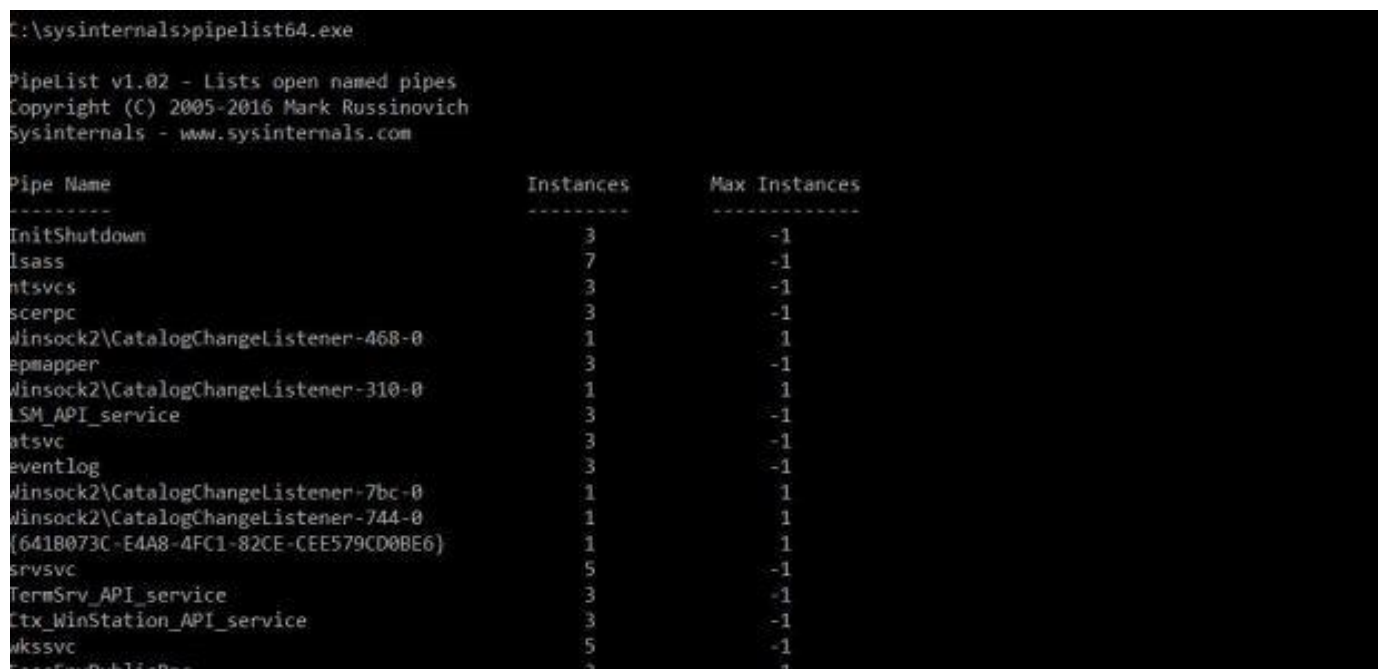 C:\sysinternals>pipelist64.exe
PipeList v1.02 - Lists open named pipes
Copyright (C) 2005-2016 Mark Russinovich
Sysinternals - www.sysinternals.com
Pipe Name Instances Max Instances
--------- --------- -------------
InitShutdown 3 -1
lsass 7 -1
ntsvcs 3 -1
scerpc 3 -1
Winsock2\CatalogChangeListener-468-0 1 1
epmapper 3 -1
Winsock2\CatalogChangeListener-310-0 1 1
LSM_API_service 3 -1
atsvc 3 -1
eventlog 3 -1
Winsock2\CatalogChangeListener-7bc-0 1 1
Winsock2\CatalogChangeListener-744-0 1 1
{641B073C-E4A8-4FC1-82CE-CEE579CD0BE6} 1 1
srvsvc 5 -1
TermSrv_API_service 3 -1
Ctx_WinStation_API_service 3 -1
wkssvc 5 -1